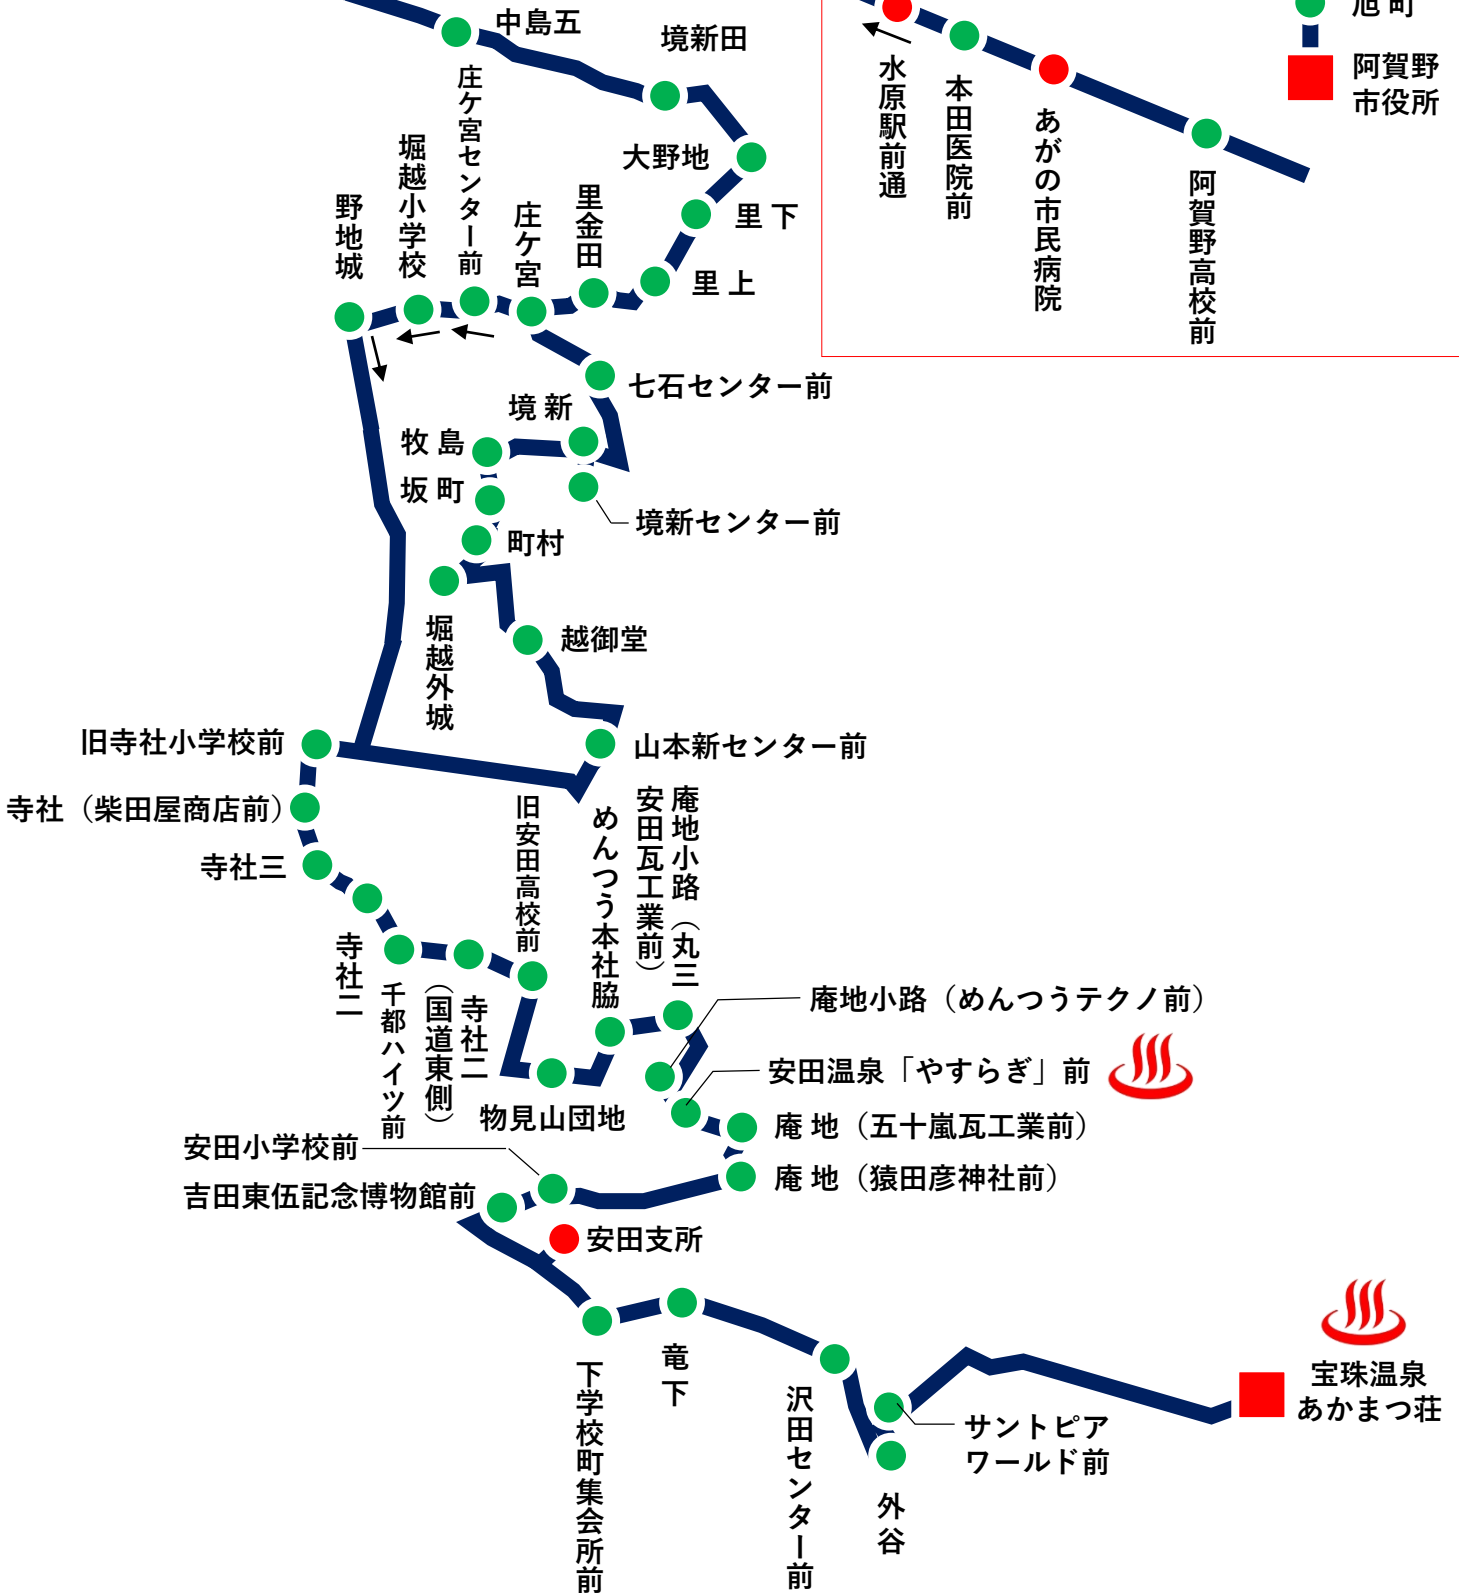 中島五
境新田
旭町
阿賀野
市役所
水原駅前通
本田医院前
あがの市民病院
阿賀野高校前
庄ケ宮センター前
堀越小学校
野地城
庄ケ宮
里金田
大野地
里下
里上
七石センター前
境新
牧島
坂町
境新センター前
町村
堀越外城
越御堂
旧寺社小学校前
山本新センター前
寺社（柴田屋商店前）
寺社三
寺社二
千都ハイツ前
寺社二
（国道東側）
旧安田高校前
めんつう本社脇
庵地小路（丸三
安田瓦工業前）
物見山団地
庵地小路（めんつうテクノ前）
安田温泉「やすらぎ」前
庵地（五十嵐瓦工業前）
庵地（猿田彦神社前）
安田小学校前
吉田東伍記念博物館前
安田支所
下学校町集会所前
竜下
沢田センター前
外谷
サントピア
ワールド前
宝珠温泉
あかまつ荘